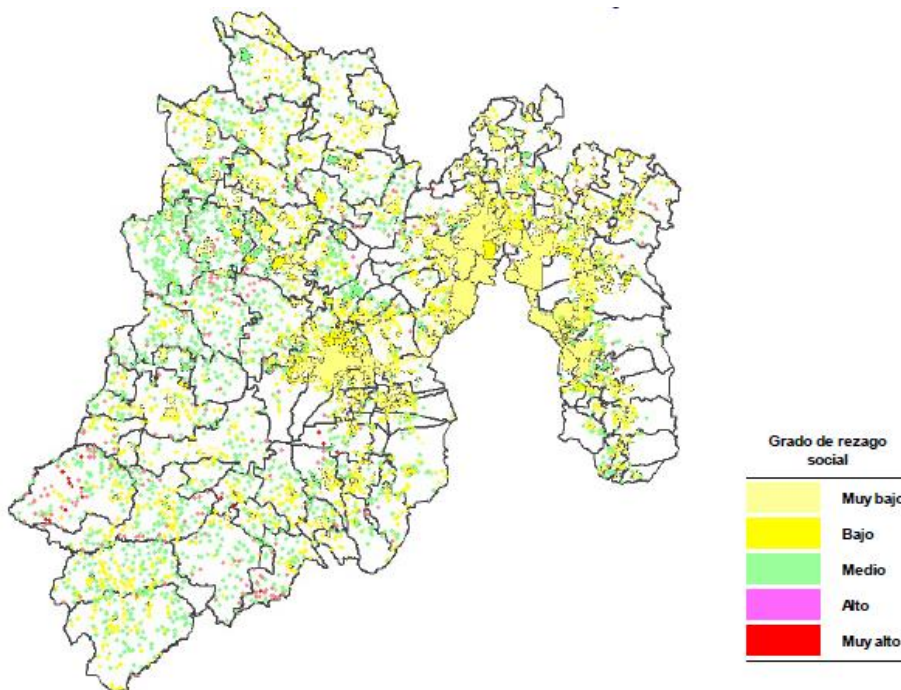 Grado de rezago
social
Muy bajo
Bajo
Medio
Alto
Muy alto